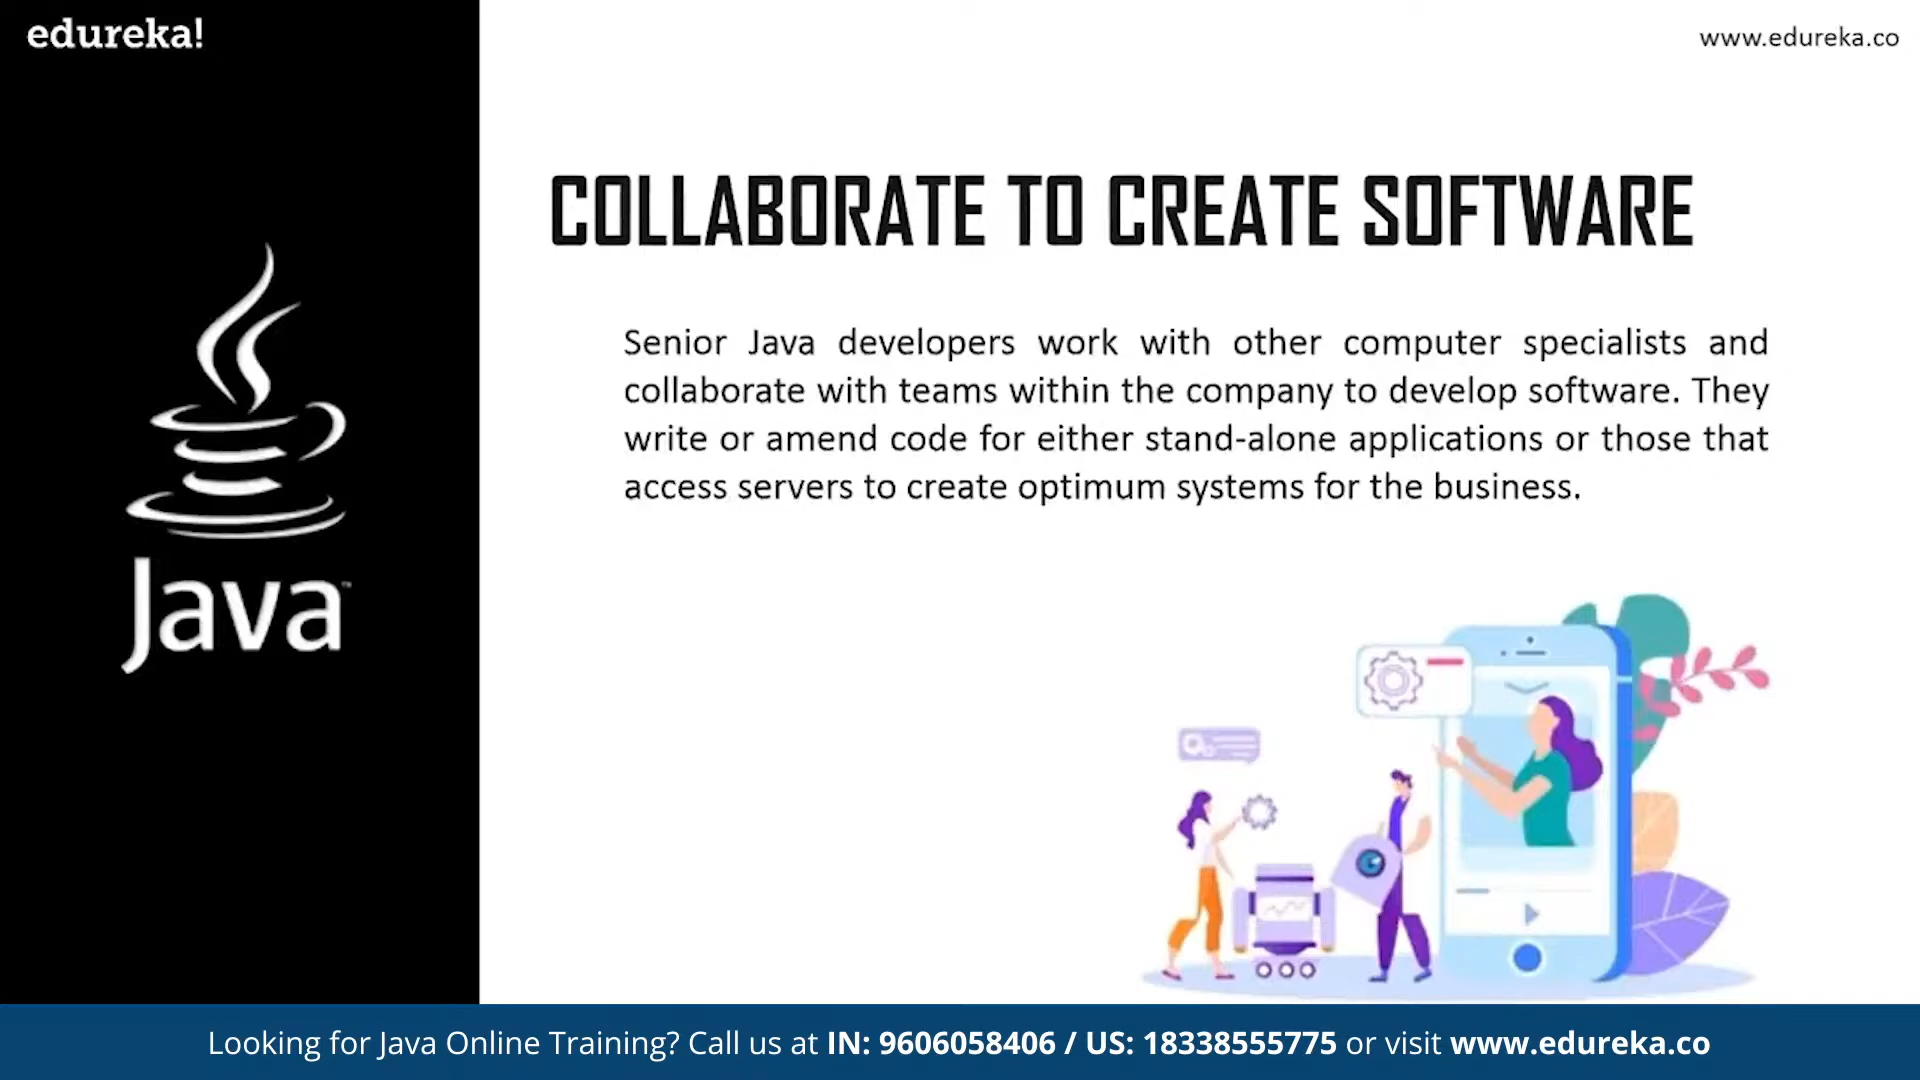 edureka!
www.edureka.co
COLLABORATE TO CREATE SOFTWARE
Senior Java developers work with other computer specialists and
collaborate with teams within the company to develop software. They
write or amend code for either stand-alone applications or those that
access servers to create optimum systems for the business.
Java™
Looking for Java Online Training? Call us at IN: 9606058406 / US: 18338555775 or visit www.edureka.co